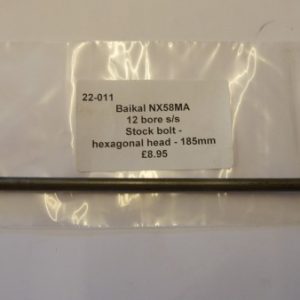 22-011
Baikal NX58MA
12 bore s/s
Stock bolt -
hexagonal head - 185mm
£8.95